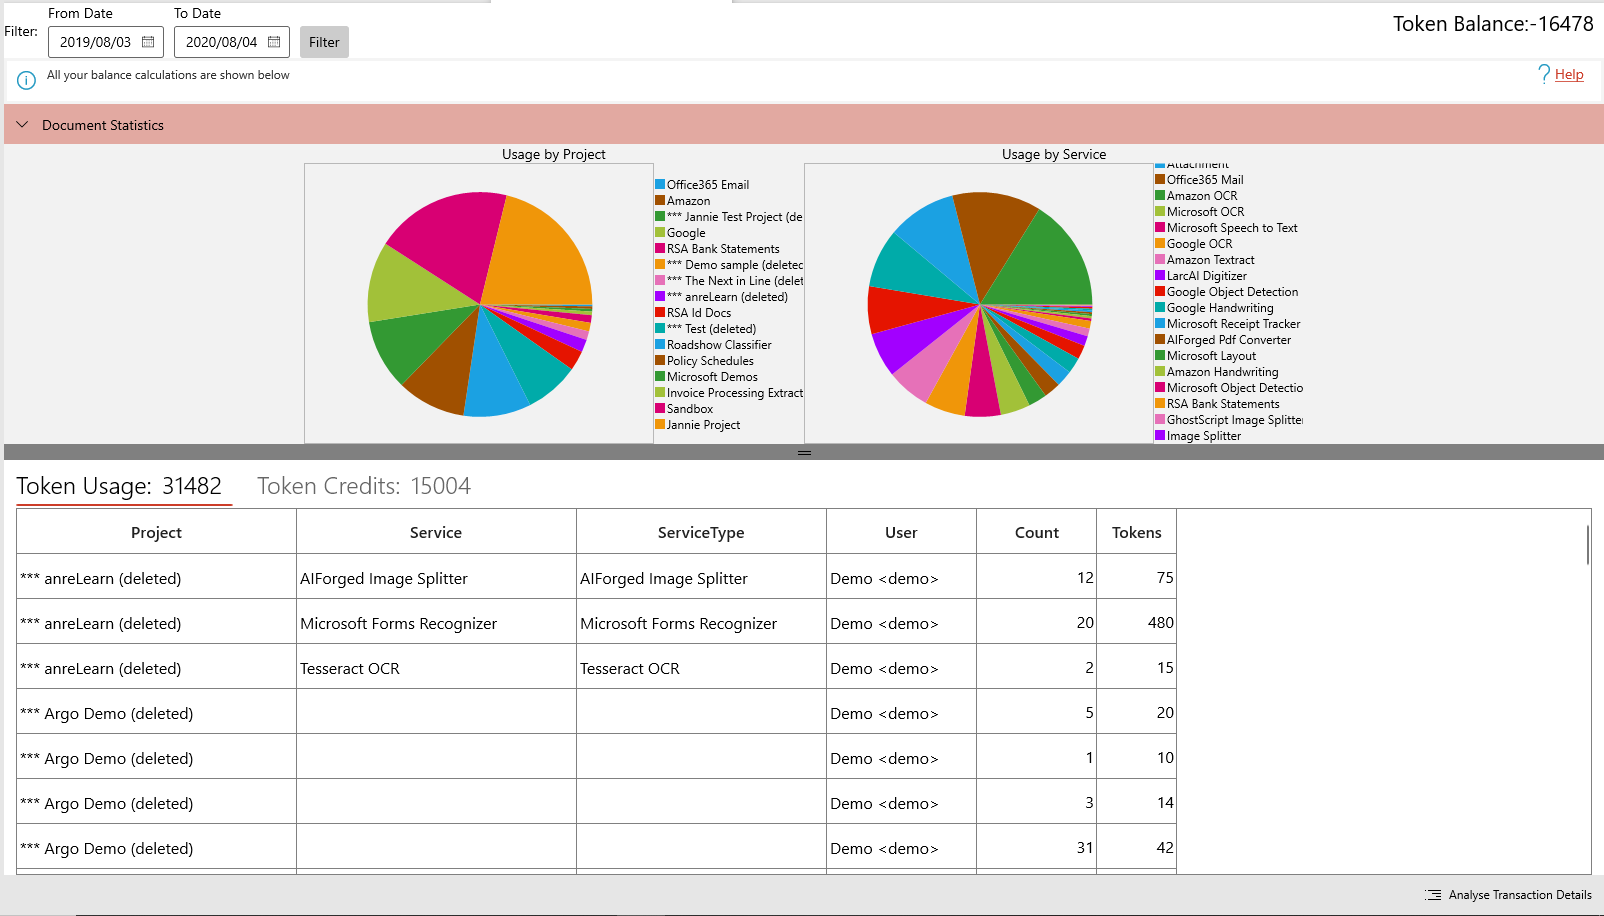 From Date
To Date
Filter:
2019/08/03
2020/08/04
Filter
Token Balance:-16478
All your balance calculations are shown below
Help
Document Statistics
Usage by Project
Office365 Email
Amazon
*** Jannie Test Project (de
Google
RSA Bank Statements
*** Demo sample (deletec
*** The Next in Line (delet
*** anreLearn (deleted)
RSA Id Docs
*** Test (deleted)
Roadshow Classifier
Policy Schedules
Microsoft Demos
Invoice Processing Extract
Sandbox
Jannie Project
Usage by Service
Attachment
Office365 Mail
Amazon OCR
Microsoft OCR
Microsoft Speech to Text
Google OCR
Amazon Textract
LarcAI Digitizer
Google Object Detection
Google Handwriting
Microsoft Receipt Tracker
AIForged Pdf Converter
Microsoft Layout
Amazon Handwriting
Microsoft Object Detectio
RSA Bank Statements
GhostScript Image Splitter
Image Splitter
Token Usage: 31482
Token Credits: 15004
Project Service ServiceType User Count Tokens
*** anreLearn (deleted) AIForged Image Splitter AIForged Image Splitter Demo <demo> 12 75
*** anreLearn (deleted) Microsoft Forms Recognizer Microsoft Forms Recognizer Demo <demo> 20 480
*** anreLearn (deleted) Tesseract OCR Tesseract OCR Demo <demo> 2 15
*** Argo Demo (deleted) Demo <demo> 5 20
*** Argo Demo (deleted) Demo <demo> 1 10
*** Argo Demo (deleted) Demo <demo> 3 14
*** Argo Demo (deleted) Demo <demo> 31 42
Analyse Transaction Details